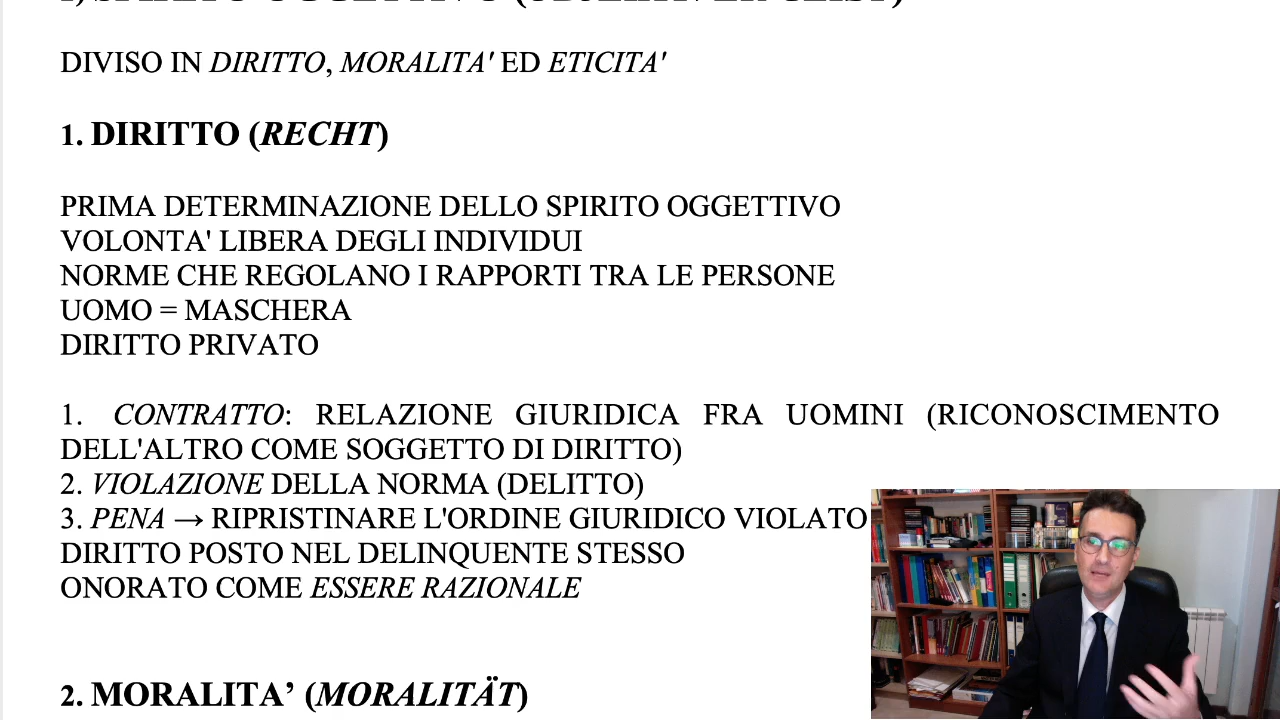 DIVISO IN DIRITTO, MORALITA' ED ETICITA'
1. DIRITTO (RECHT)
PRIMA DETERMINAZIONE DELLO SPIRITO OGGETTIVO
VOLONTA' LIBERA DEGLI INDIVIDUI
NORME CHE REGOLANO I RAPPORTI TRA LE PERSONE
UOMO = MASCHERA
DIRITTO PRIVATO
1. CONTRATTO: RELAZIONE GIURIDICA FRA UOMINI (RICONOSCIMENTO
DELL'ALTRO COME SOGGETTO DI DIRITTO)
2. VIOLAZIONE DELLA NORMA (DELITTO)
3. PENA → RIPRISTINARE L'ORDINE GIURIDICO VIOLATO
DIRITTO POSTO NEL DELINQUENTE STESSO
ONORATO COME ESSERE RAZIONALE
2. MORALITA’ (MORALITÄT)